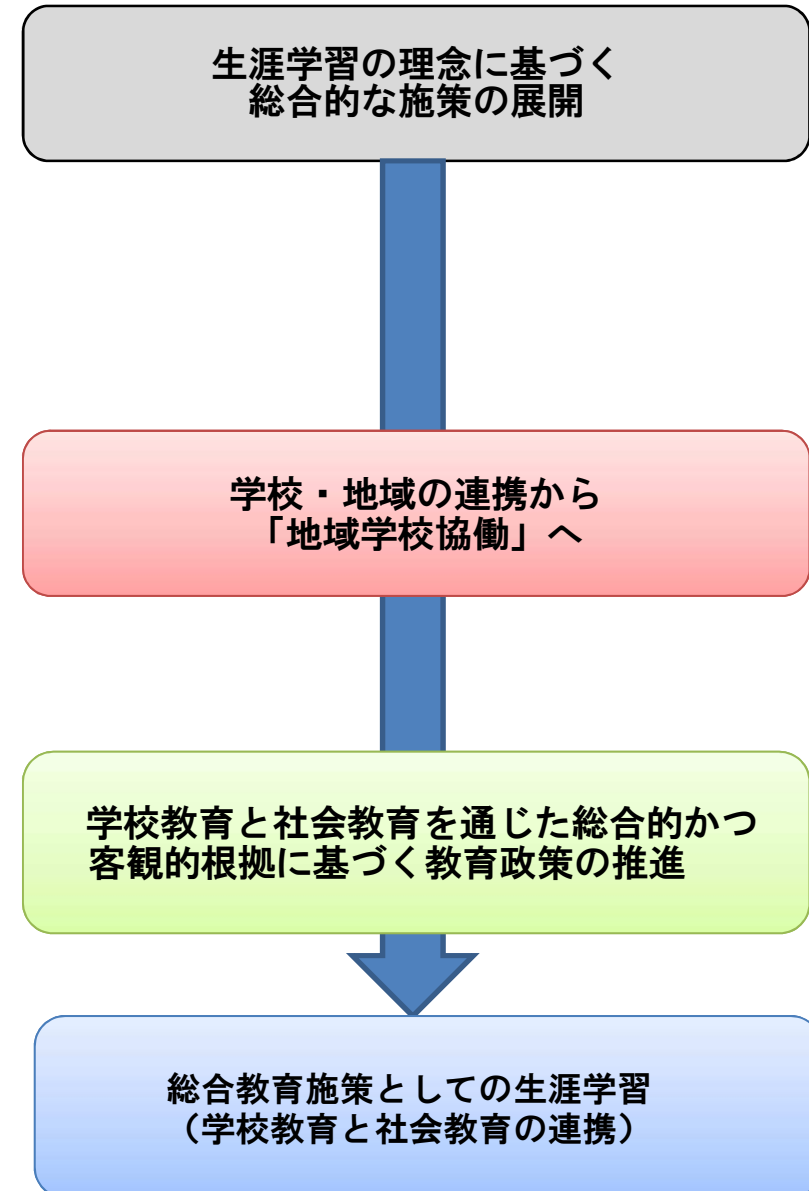 生涯学習の理念に基づく
総合的な施策の展開
学校・地域の連携から
「地域学校協働」へ
学校教育と社会教育を通じた総合的かつ
客観的根拠に基づく教育政策の推進
総合教育施策としての生涯学習
（学校教育と社会教育の連携）